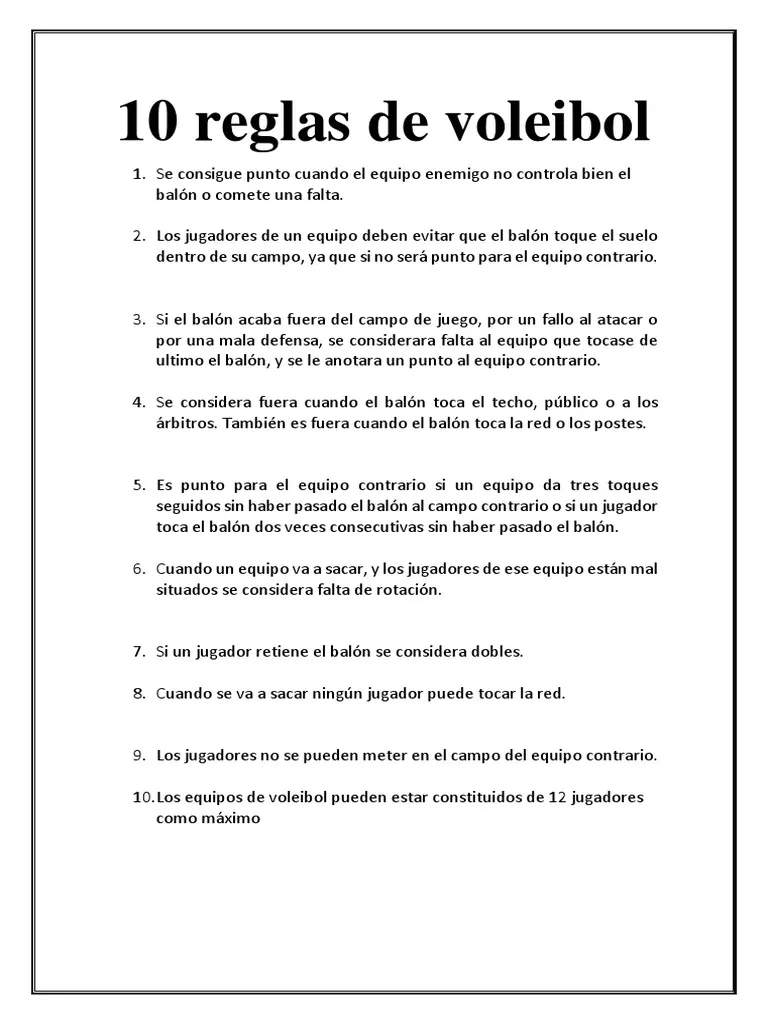 10 reglas de voleibol
1. Se consigue punto cuando el equipo enemigo no controla bien el
balón o comete una falta.
2. Los jugadores de un equipo deben evitar que el balón toque el suelo
dentro de su campo, ya que si no será punto para el equipo contrario.
3. Si el balón acaba fuera del campo de juego, por un fallo al atacar o
por una mala defensa, se considerara falta al equipo que tocase de
ultimo el balón, y se le anotara un punto al equipo contrario.
4. Se considera fuera cuando el balón toca el techo, público o a los
árbitros. También es fuera cuando el balón toca la red o los postes.
5. Es punto para el equipo contrario si un equipo da tres toques
seguidos sin haber pasado el balón al campo contrario o si un jugador
toca el balón dos veces consecutivas sin haber pasado el balón.
6. Cuando un equipo va a sacar, y los jugadores de ese equipo están mal
situados se considera falta de rotación.
7. Si un jugador retiene el balón se considera dobles.
8. Cuando se va a sacar ningún jugador puede tocar la red.
9. Los jugadores no se pueden meter en el campo del equipo contrario.
10.Los equipos de voleibol pueden estar constituidos de 12 jugadores
como máximo